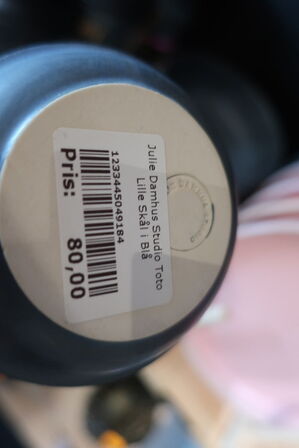 Julie Damhus Studio Toto
Lille Skål i Blå
1233445049184
Pris: 80,00